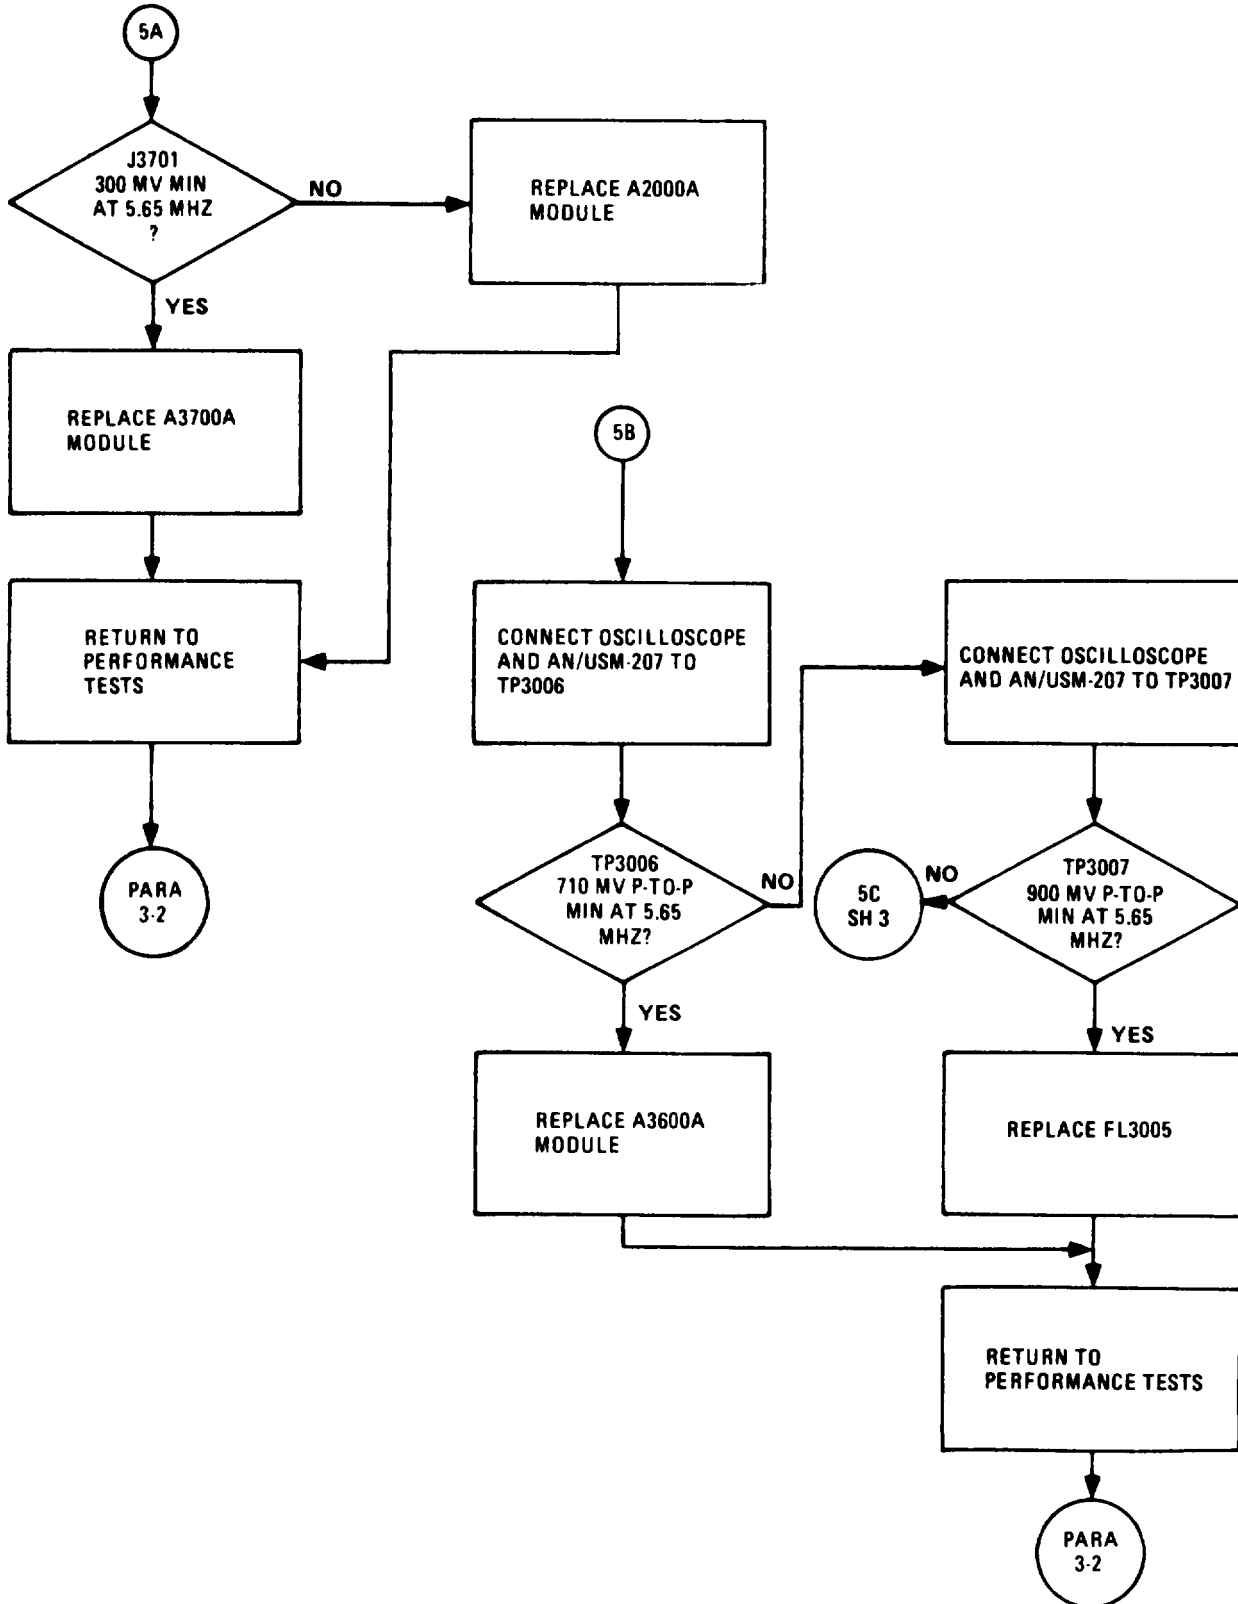 5A
J3701
300 MV MIN
AT 5.65 MHZ
?
NO
REPLACE A2000A
MODULE
YES
REPLACE A3700A
MODULE
RETURN TO
PERFORMANCE
TESTS
PARA
3-2
5B
CONNECT OSCILLOSCOPE
AND AN/USM-207 TO
TP3006
TP3006
710 MV P-TO-P
MIN AT 5.65
MHZ?
NO
YES
REPLACE A3600A
MODULE
CONNECT OSCILLOSCOPE
AND AN/USM-207 TO TP3007
TP3007
900 MV P-TO-P
MIN AT 5.65
MHZ?
NO
5C
SH 3
YES
REPLACE FL3005
RETURN TO
PERFORMANCE TESTS
PARA
3-2